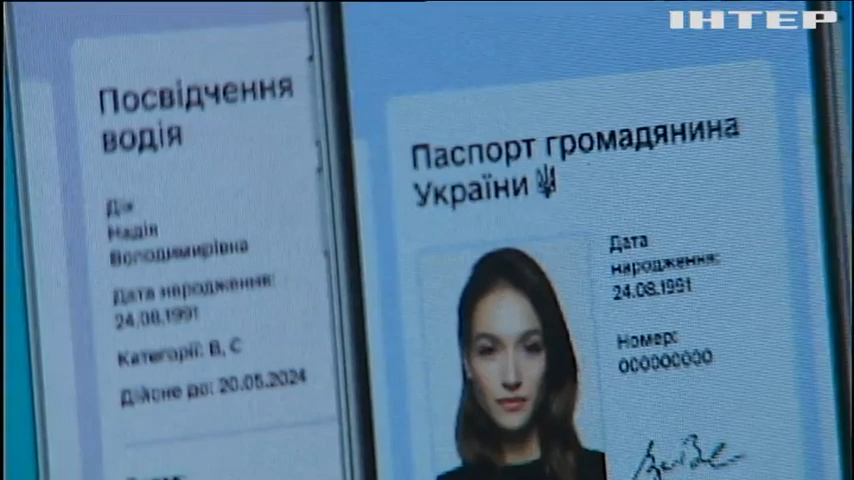 ІНТЕР
Посвідчення
водія
Дія
Надія
Володимирівна
Дата народження:
24.08.1991
Категорії: B, C
Дійсне до: 20.05.2024
Паспорт громадянина
України
Дата
народження:
24.08.1991
Номер:
000000000